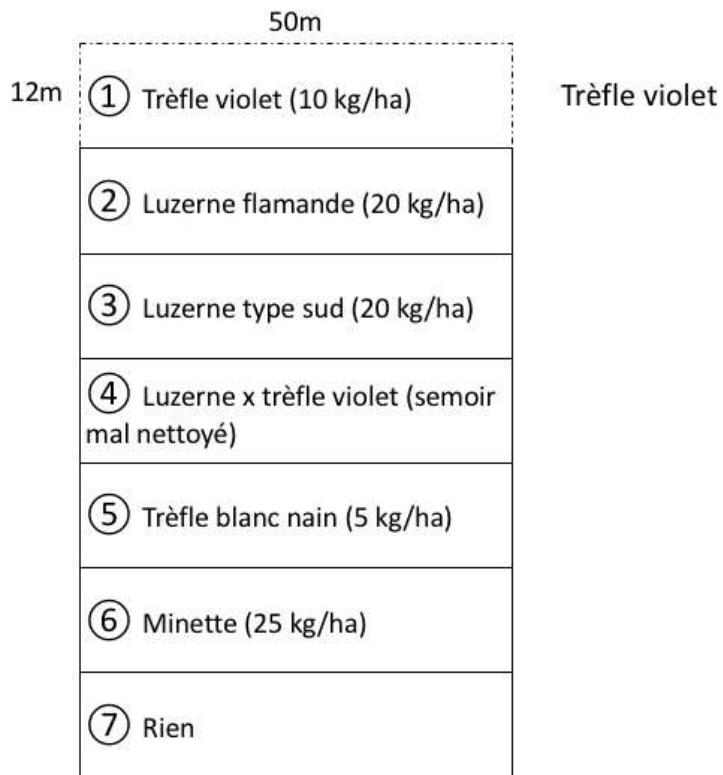 50m
12m
① Trèfle violet (10 kg/ha)
Trèfle violet
② Luzerne flamande (20 kg/ha)
③ Luzerne type sud (20 kg/ha)
④ Luzerne x trèfle violet (semoir
mal nettoyé)
⑤ Trèfle blanc nain (5 kg/ha)
⑥ Minette (25 kg/ha)
⑦ Rien